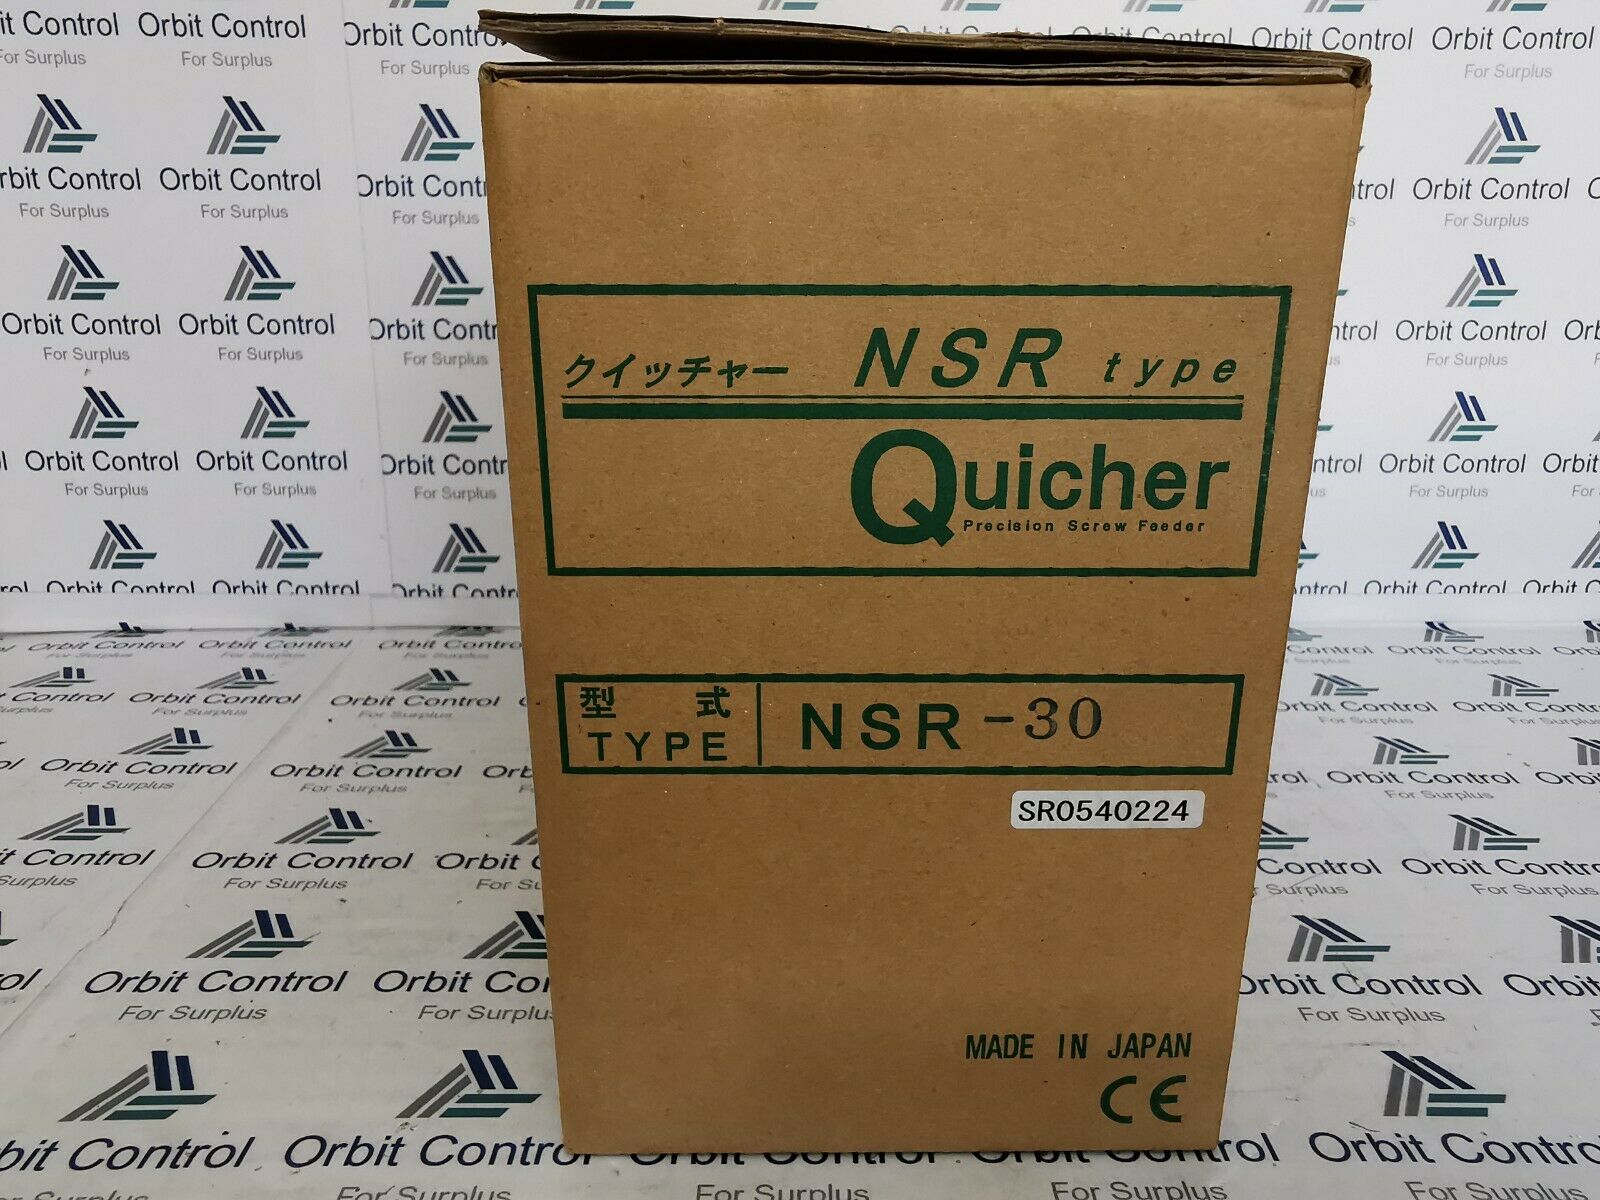 クイッチャー NSR type
Quicher
Precision Screw Feeder
型式 NSR-30
TYPE
SR0540224
MADE IN JAPAN
CE
Orbit Control
For Surplus